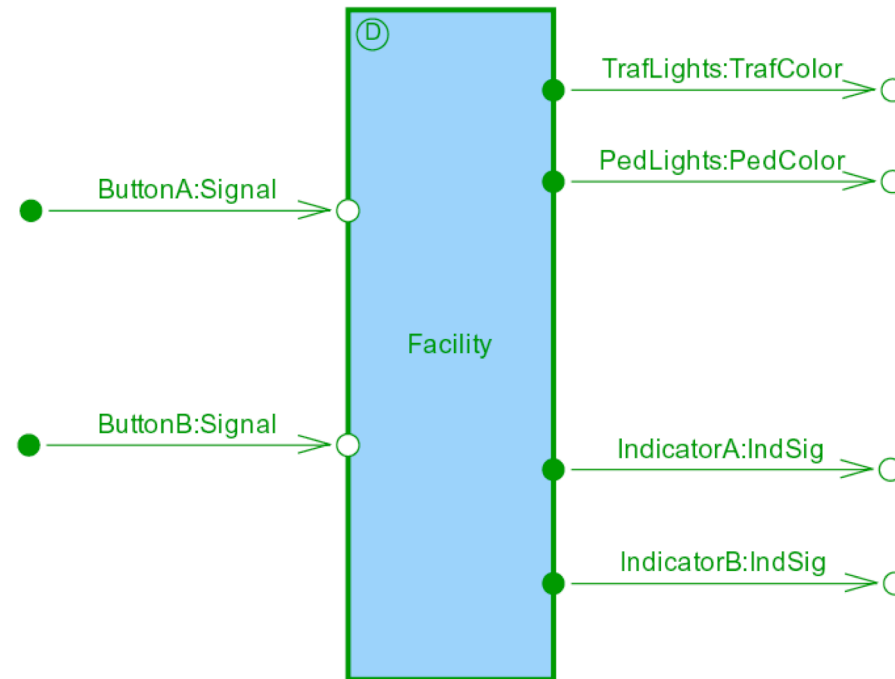 D
TrafLights:TrafColor
PedLights:PedColor
ButtonA:Signal
Facility
ButtonB:Signal
IndicatorA:IndSig
IndicatorB:IndSig